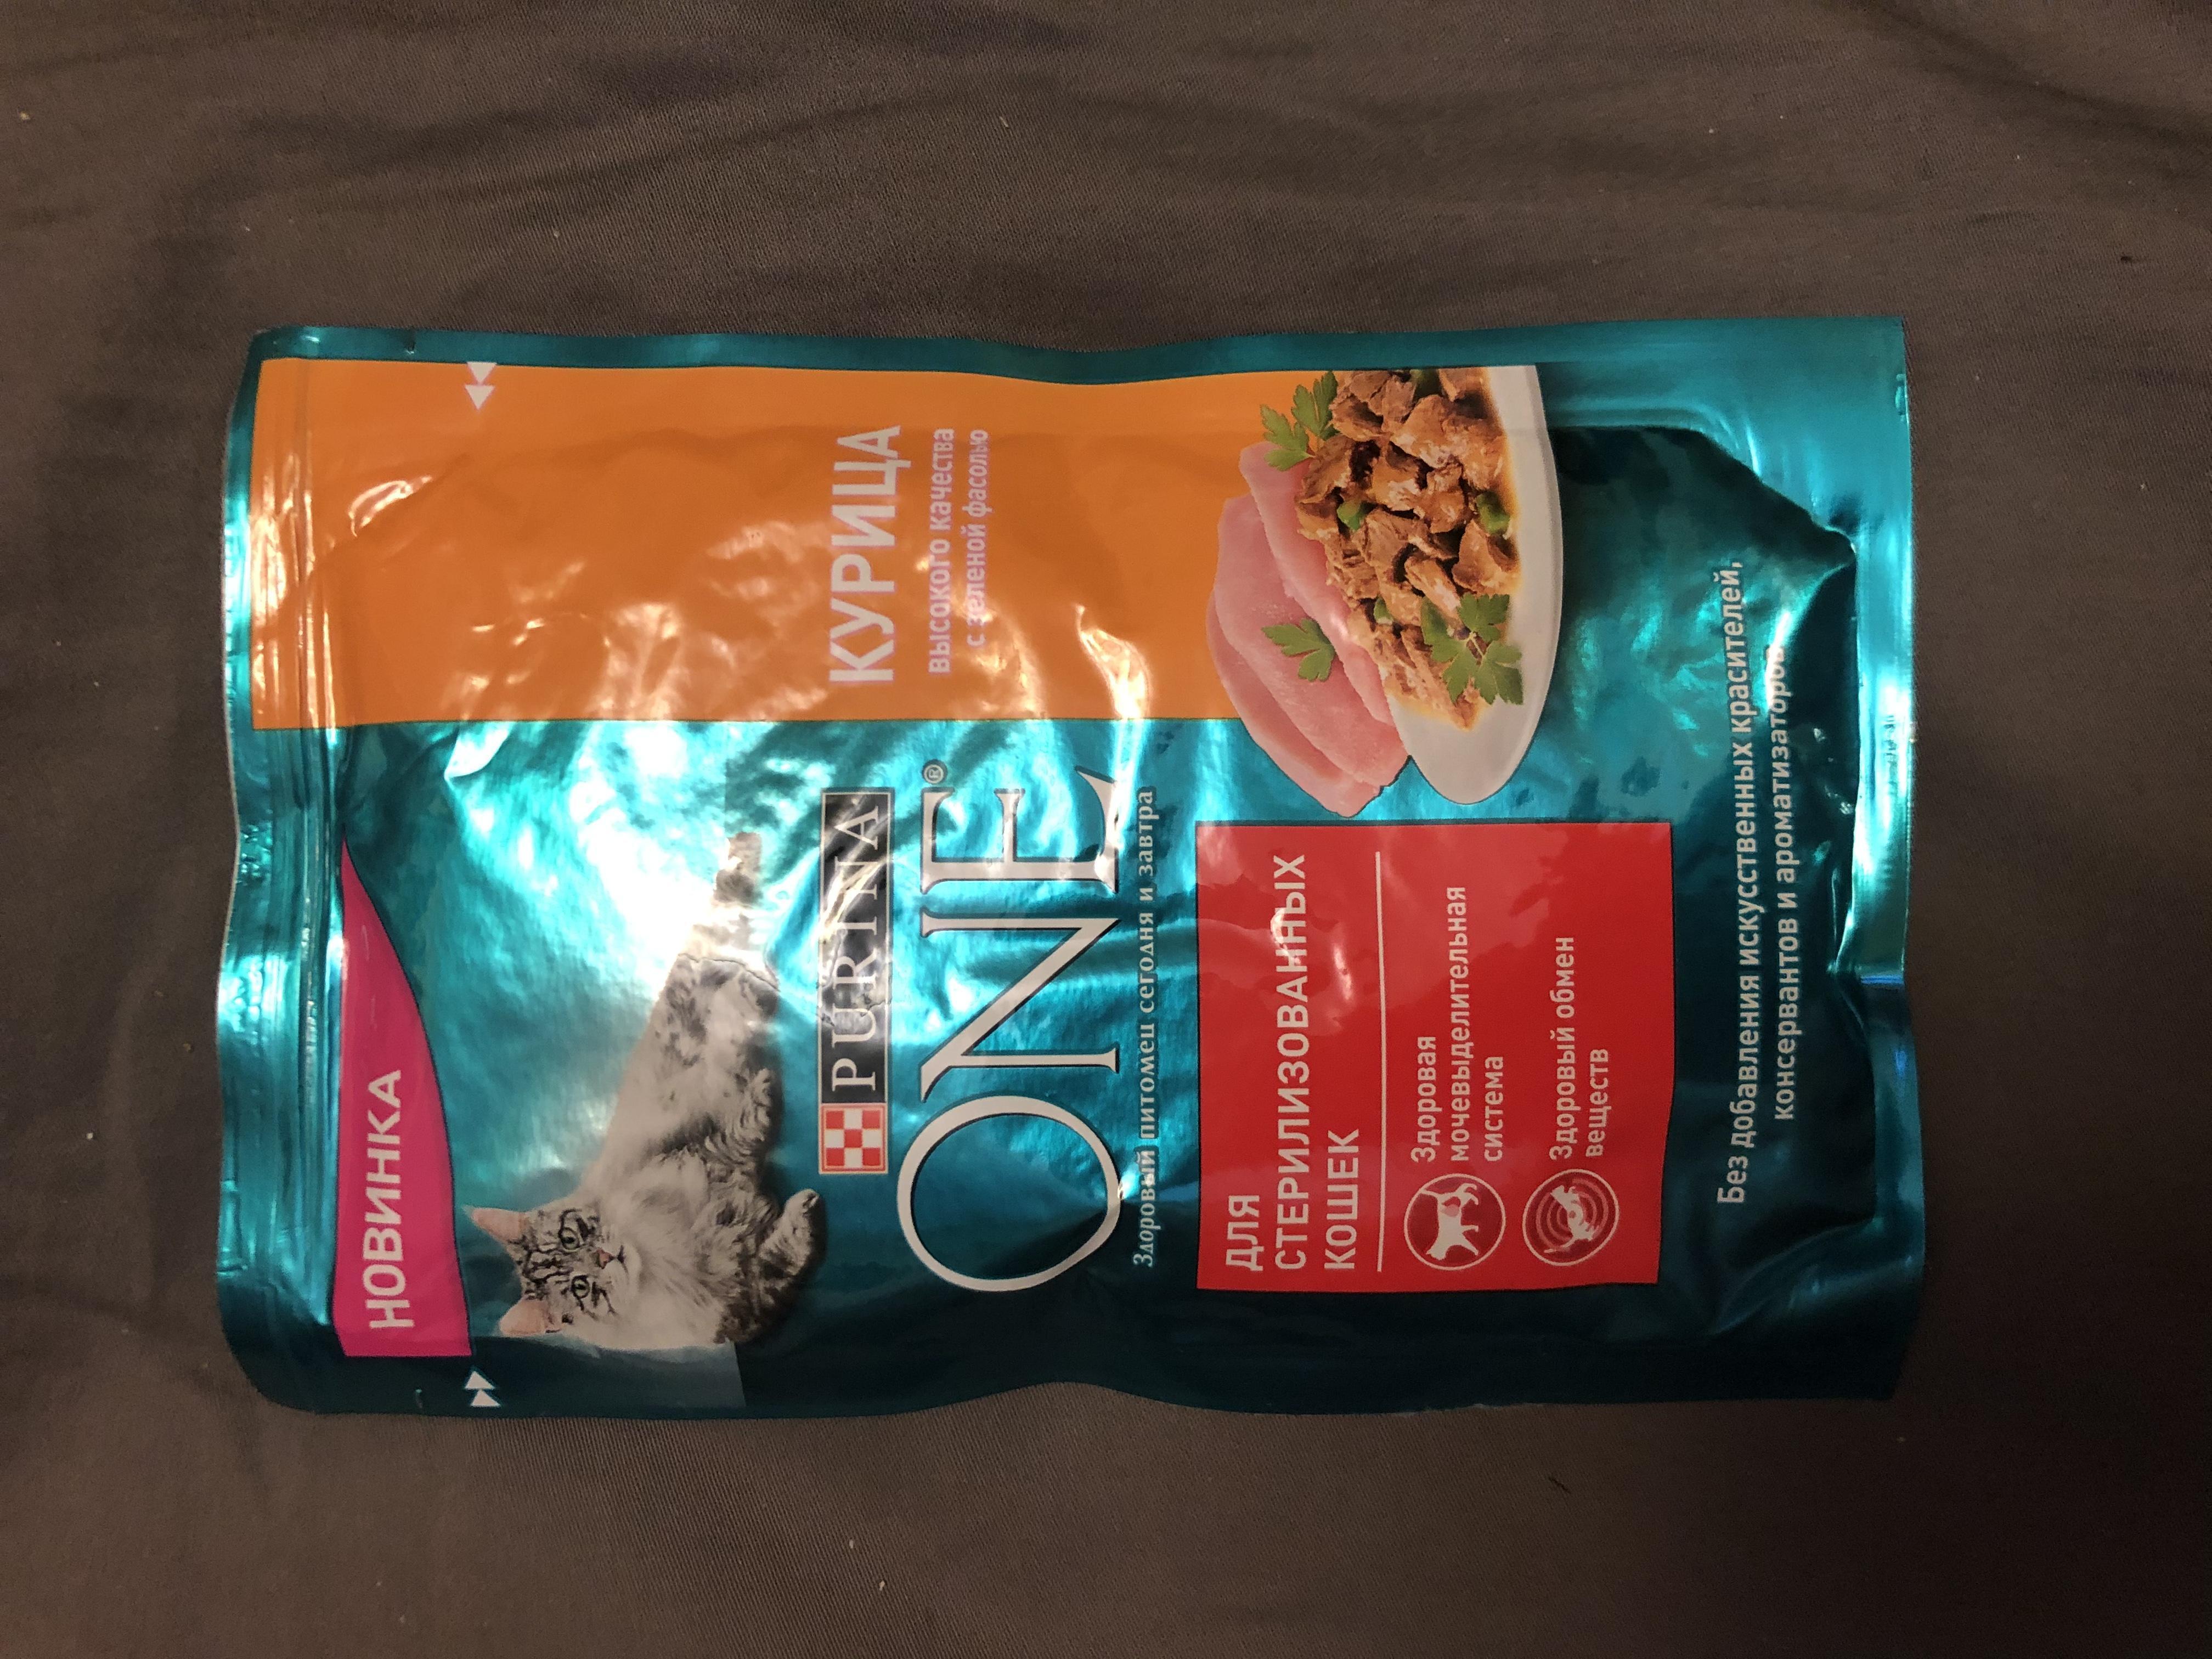 НОВИНКА
PURINA
ONE®
Здоровый питомец сегодня и завтра
КУРИЦА
высокого качества
с зеленой фасолью
ДЛЯ
СТЕРИЛИЗОВАННЫХ
КОШЕК
Здоровая
мочевыделительная
система
Здоровый обмен
веществ
Без добавления искусственных красителей,
консервантов и ароматизаторов